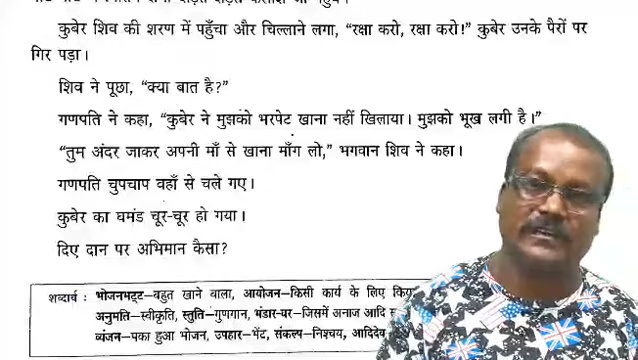 कुबेर शिव की शरण में पहुँचा और चिल्लाने लगा, “रक्षा करो, रक्षा करो!” कुबेर उनके पैरों पर
गिर पड़ा।
शिव ने पूछा, “क्या बात है?”
गणपति ने कहा, “कुबेर ने मुझको भरपेट खाना नहीं खिलाया। मुझको भूख लगी है।”
“तुम अंदर जाकर अपनी माँ से खाना माँग लो,” भगवान शिव ने कहा।
गणपति चुपचाप वहाँ से चले गए।
कुबेर का घमंड चूर-चूर हो गया।
दिए दान पर अभिमान कैसा?
शब्दार्थ : भोजनभट्ट—बहुत खाने वाला, आयोजन—किसी कार्य के लिए
अनुमति—स्वीकृति, स्तुति—गुणगान, भंडार-घर—जिसमें अनाज आदि
व्यंजन—पका हुआ भोजन, उपहार—भेंट, संकल्प—निश्चय, आदिदेव